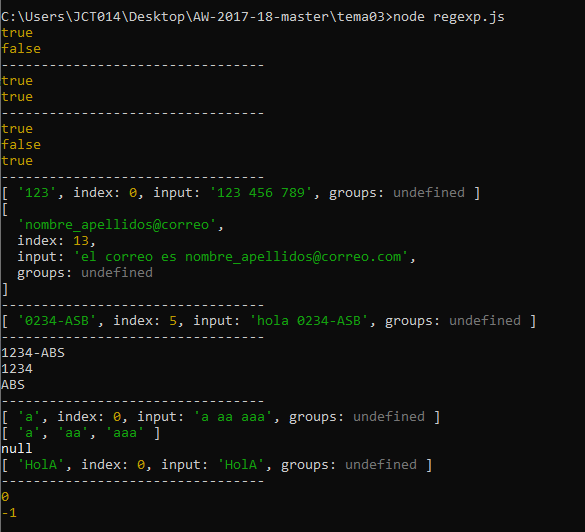 C:\Users\JCT014\Desktop\AW-2017-18-master\tema03>node regexp.js
true
false
---------------------------------
true
true
---------------------------------
true
false
true
---------------------------------
[ '123', index: 0, input: '123 456 789', groups: undefined ]
[
  'nombre_apellidos@correo',
  index: 13,
  input: 'el correo es nombre_apellidos@correo.com',
  groups: undefined
]
---------------------------------
[ '0234-ASB', index: 5, input: 'hola 0234-ASB', groups: undefined ]
---------------------------------
1234-ABS
1234
ABS
---------------------------------
[ 'a', index: 0, input: 'a aa aaa', groups: undefined ]
[ 'a', 'aa', 'aaa' ]
null
[ 'HolA', index: 0, input: 'HolA', groups: undefined ]
---------------------------------
0
-1